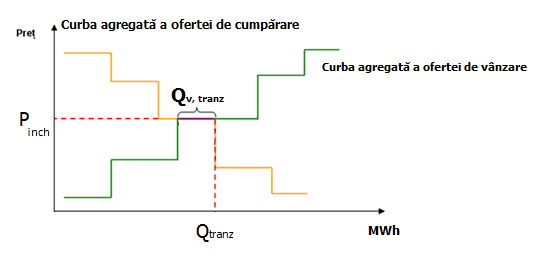 Curba agregată a ofertei de cumpărare
Preț
Curba agregată a ofertei de vânzare
Qv, tranz
Pinch
Qtranz
MWh